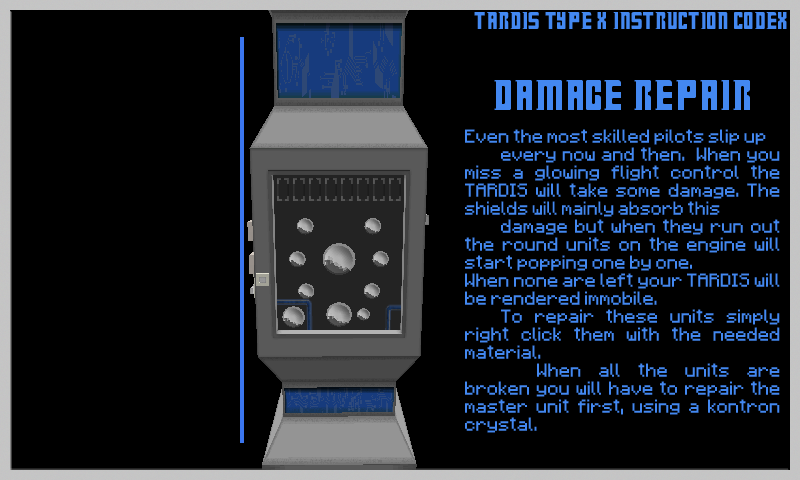 TARDIS TYPE X INSTRUCTION CODEX
DAMAGE REPAIR
Even the most skilled pilots slip up
every now and then. When you
miss a glowing flight control the
TARDIS will take some damage. The
shields will mainly absorb this
damage but when they run out
the round units on the engine will
start popping one by one.
When none are left your TARDIS will
be rendered immobile.
To repair these units simply
right click them with the needed
material.
When all the units are
broken you will have to repair the
master unit first, using a kontron
crystal.